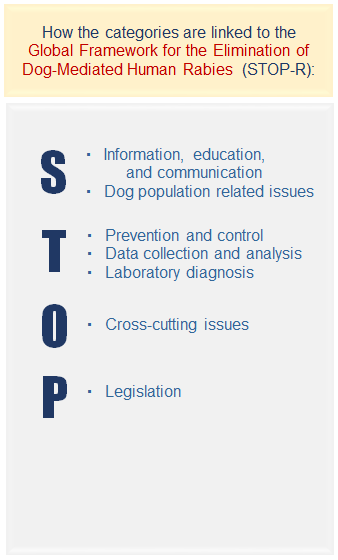 How the categories are linked to the
Global Framework for the Elimination of
Dog-Mediated Human Rabies (STOP-R):
S
· Information, education,
and communication
· Dog population related issues
T
· Prevention and control
· Data collection and analysis
· Laboratory diagnosis
O
· Cross-cutting issues
P
· Legislation